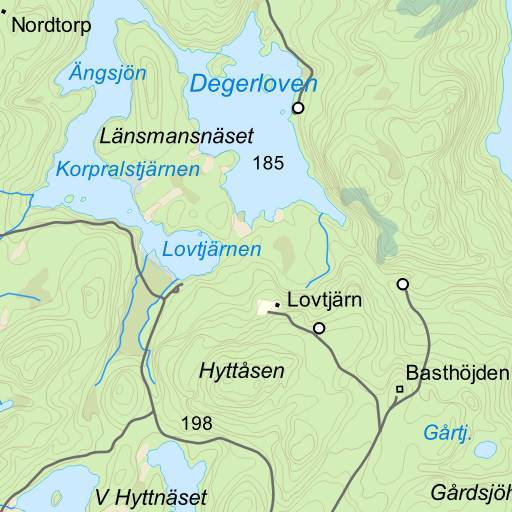 Nordtorp
Ängsjön
Degerloven
Länsmansnäset
185
Korpralstjärnen
Lovtjärnen
Lovtjärn
Hyttåsen
Basthöjden
198
Gårtj.
V Hyttnäset
Gårdsjöh